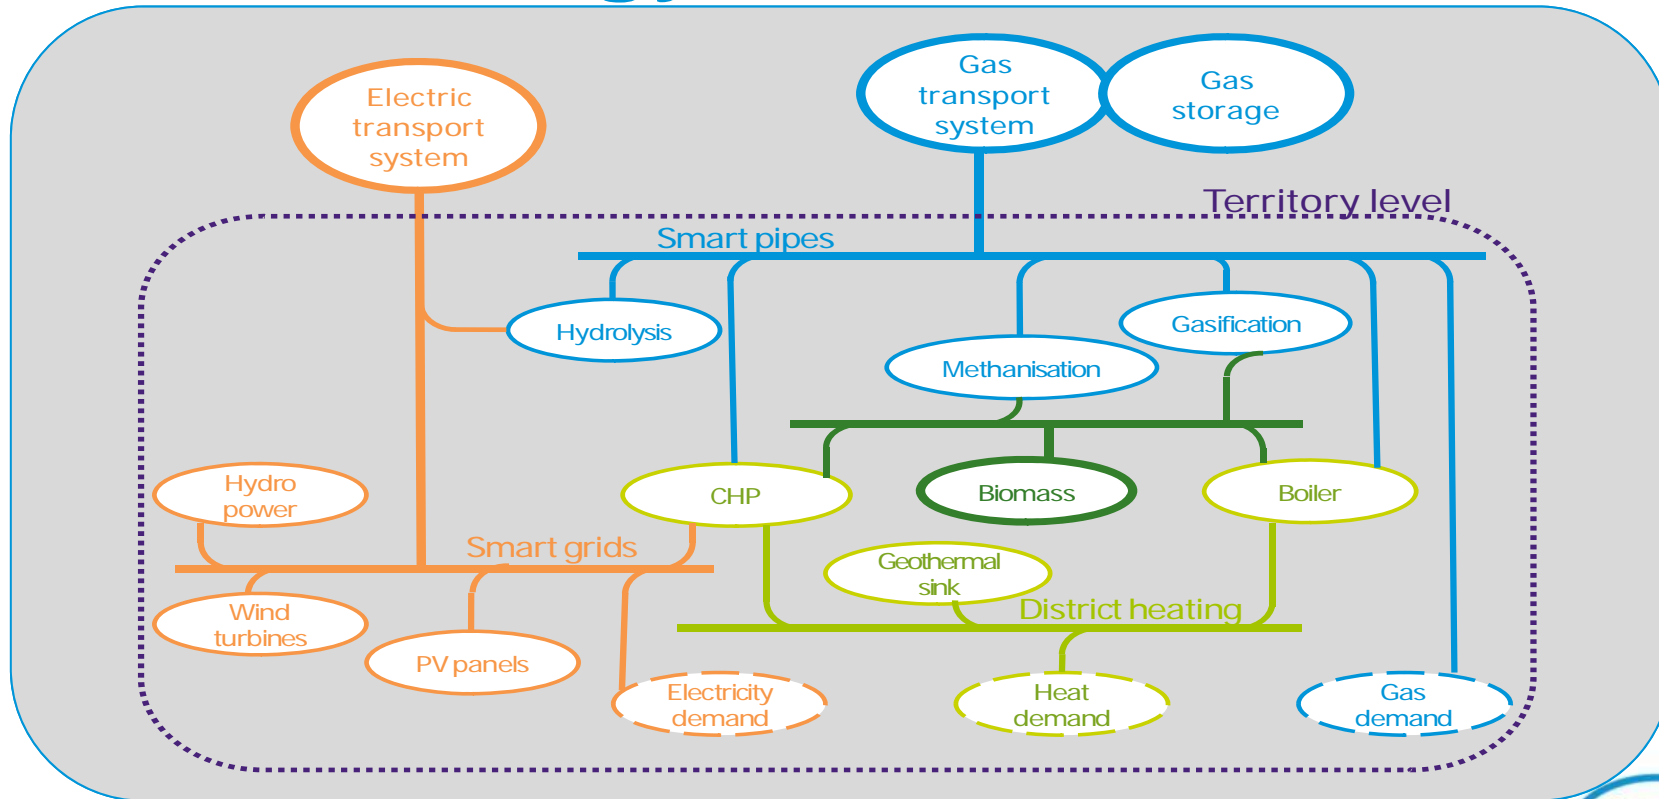 Electric
transport
system
Gas
transport
system
Gas
storage
Territory level
Smart pipes
Hydrolysis
Gasification
Methanisation
Hydro
power
CHP
Biomass
Boiler
Smart grids
Geothermal
sink
District heating
Wind
turbines
PV panels
Electricity
demand
Heat
demand
Gas
demand